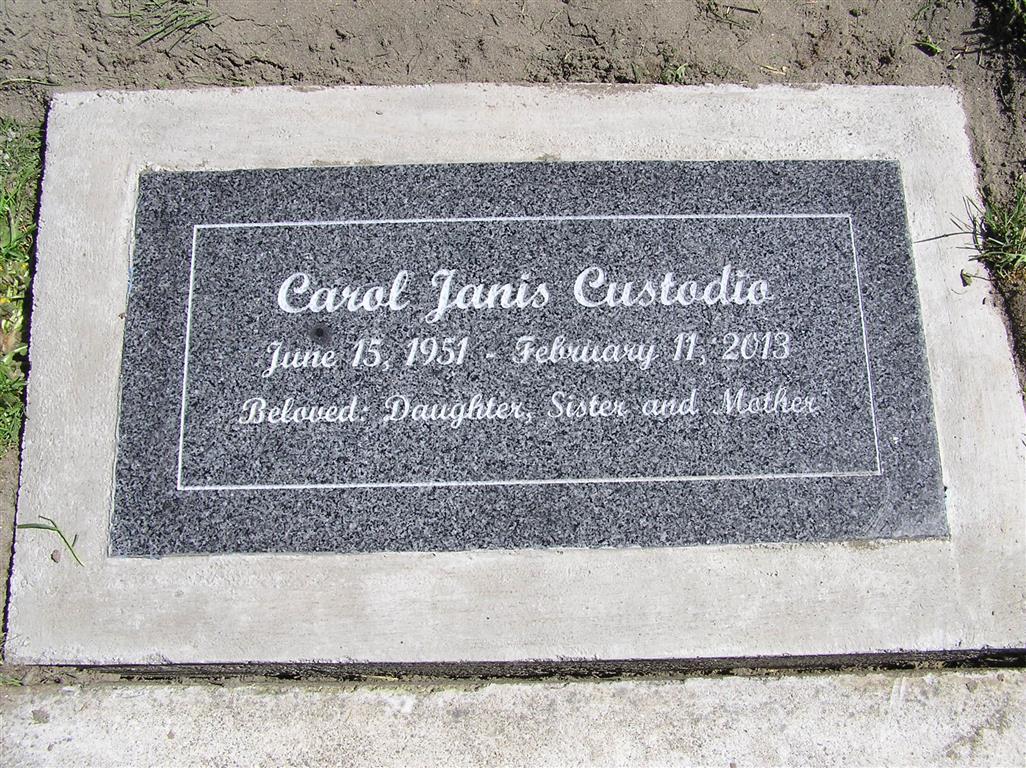 Carol Janis Custodio
June 15, 1951 - February 11, 2013
Beloved: Daughter, Sister and Mother